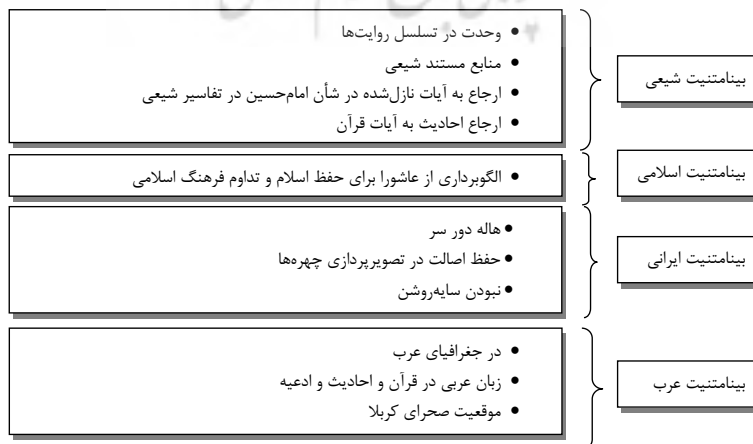 بینامتنیت شیعی
• وحدت در تسلسل روایت‌ها
• منابع مستند شیعی
• ارجاع به آیات نازل‌شده در شأن امام‌حسین در تفاسیر شیعی
• ارجاع احادیث به آیات قرآن
بینامتنیت اسلامی
• الگوبرداری از عاشورا برای حفظ اسلام و تداوم فرهنگ اسلامی
بینامتنیت ایرانی
• هاله دور سر
• حفظ اصالت در تصویرپردازی چهره‌ها
• نبودن سایه‌روشن
بینامتنیت عرب
• در جغرافیای عرب
• زبان عربی در قرآن و احادیث و ادعیه
• موقعیت صحرای کربلا